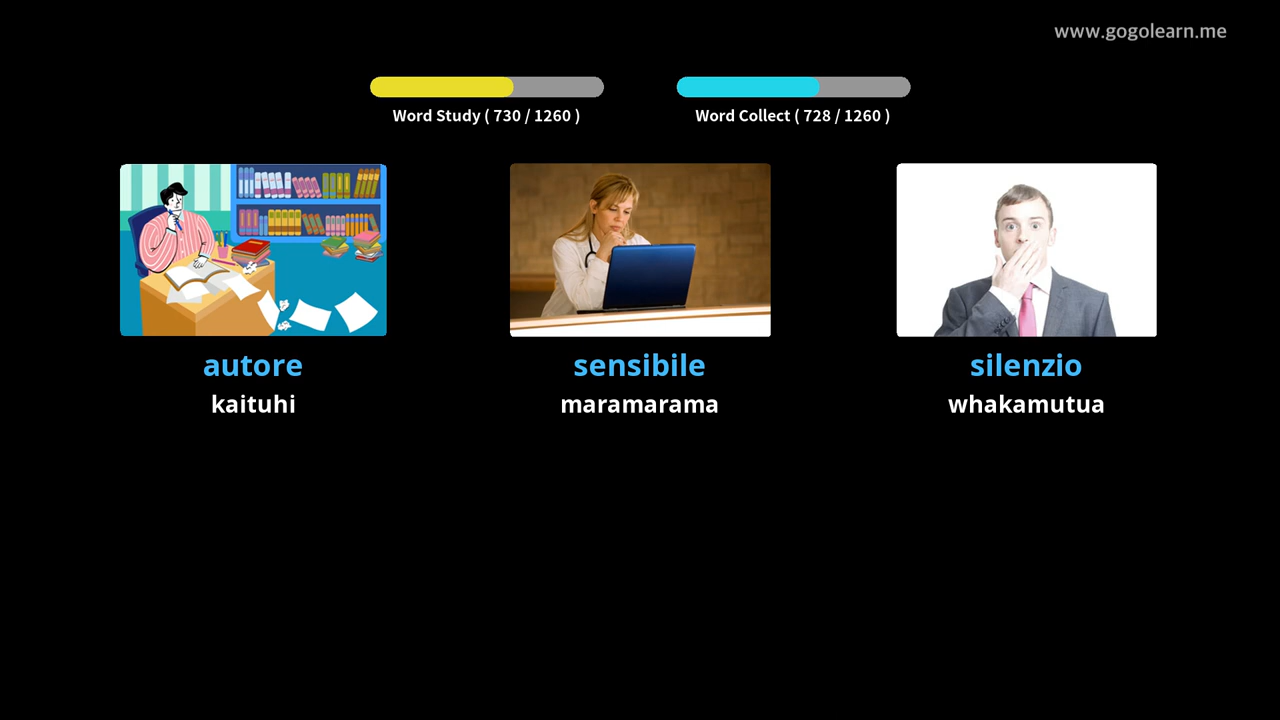 www.gogolearn.me
Word Study ( 730 / 1260 )
Word Collect ( 728 / 1260 )
autore
kaituhi
sensibile
maramarama
silenzio
whakamutua